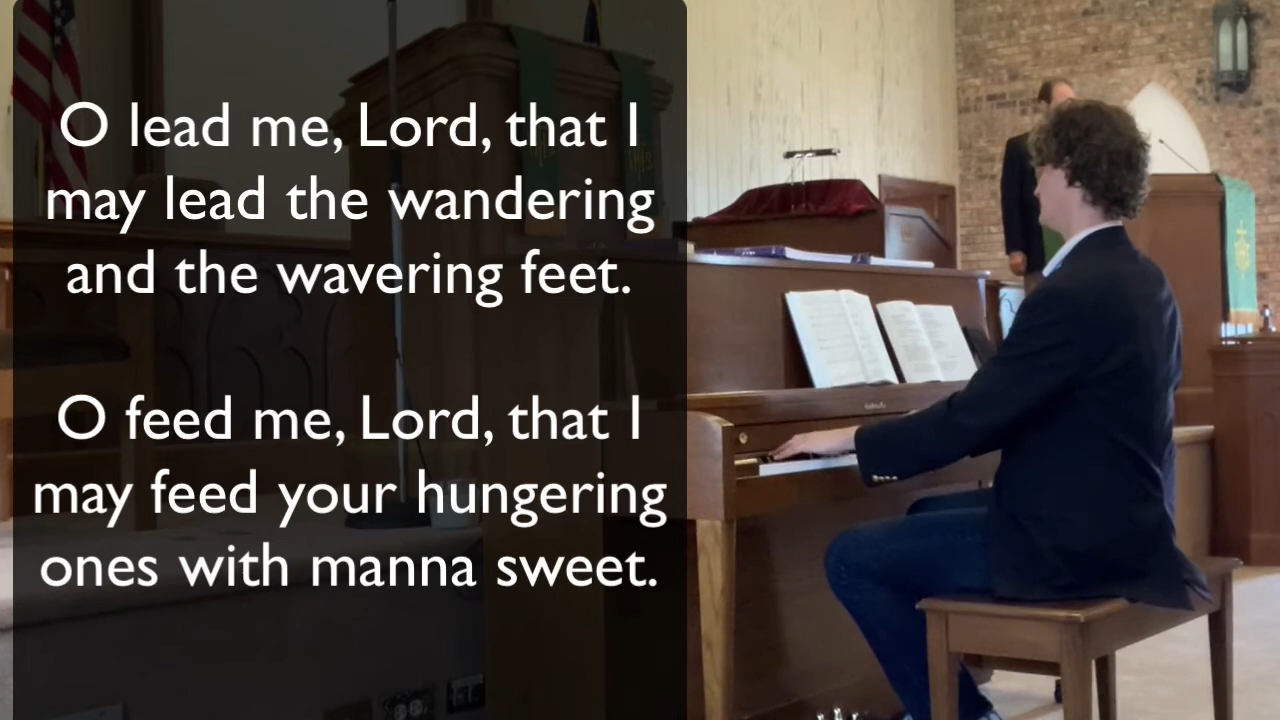 O lead me, Lord, that I
may lead the wandering
and the wavering feet.
O feed me, Lord, that I
may feed your hungering
ones with manna sweet.